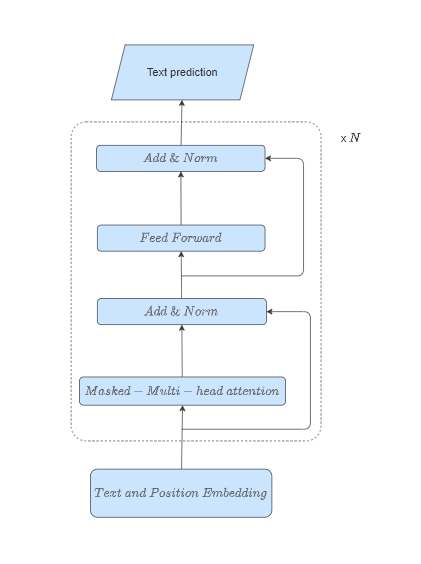 Text prediction
x N
Add & Norm
Feed Forward
Add & Norm
Masked − Multi − head attention
Text and Position Embedding